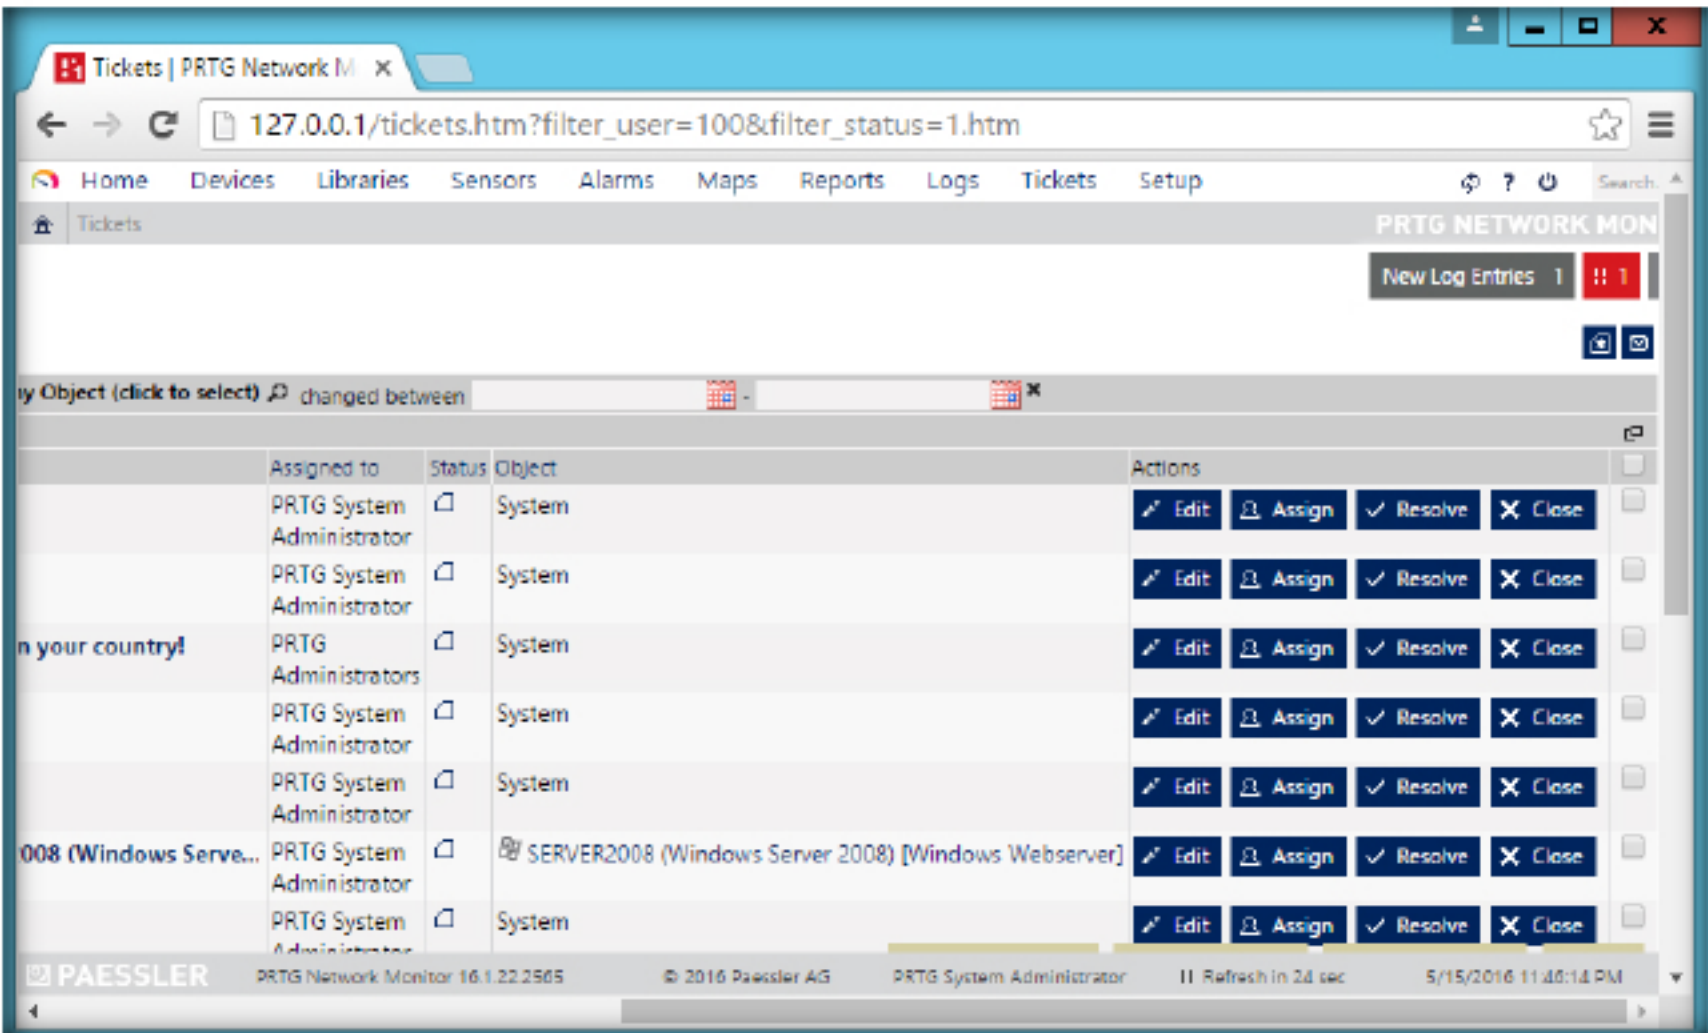 Tickets | PRTG Network M
127.0.0.1/tickets.htm?filter_user=100&filter_status=1.htm
Home Devices Libraries Sensors Alarms Maps Reports Logs Tickets Setup ? Search.
Tickets PRTG NETWORK MON
New Log Entries 1 !! 1
y Object (click to select) changed between -
Assigned to Status Object Actions
PRTG System System Edit Assign Resolve Close
Administrator
PRTG System System Edit Assign Resolve Close
Administrator
n your country! PRTG System Edit Assign Resolve Close
Administrators
PRTG System System Edit Assign Resolve Close
Administrator
PRTG System System Edit Assign Resolve Close
Administrator
008 (Windows Serve... PRTG System SERVER2008 (Windows Server 2008) [Windows Webserver] Edit Assign Resolve Close
Administrator
PRTG System System Edit Assign Resolve Close
Administrator
PAESSLER PRTG Network Monitor 16.1.22.2565 © 2016 Paessler AG PRTG System Administrator Refresh in 24 sec 5/15/2016 11:46:14 PM